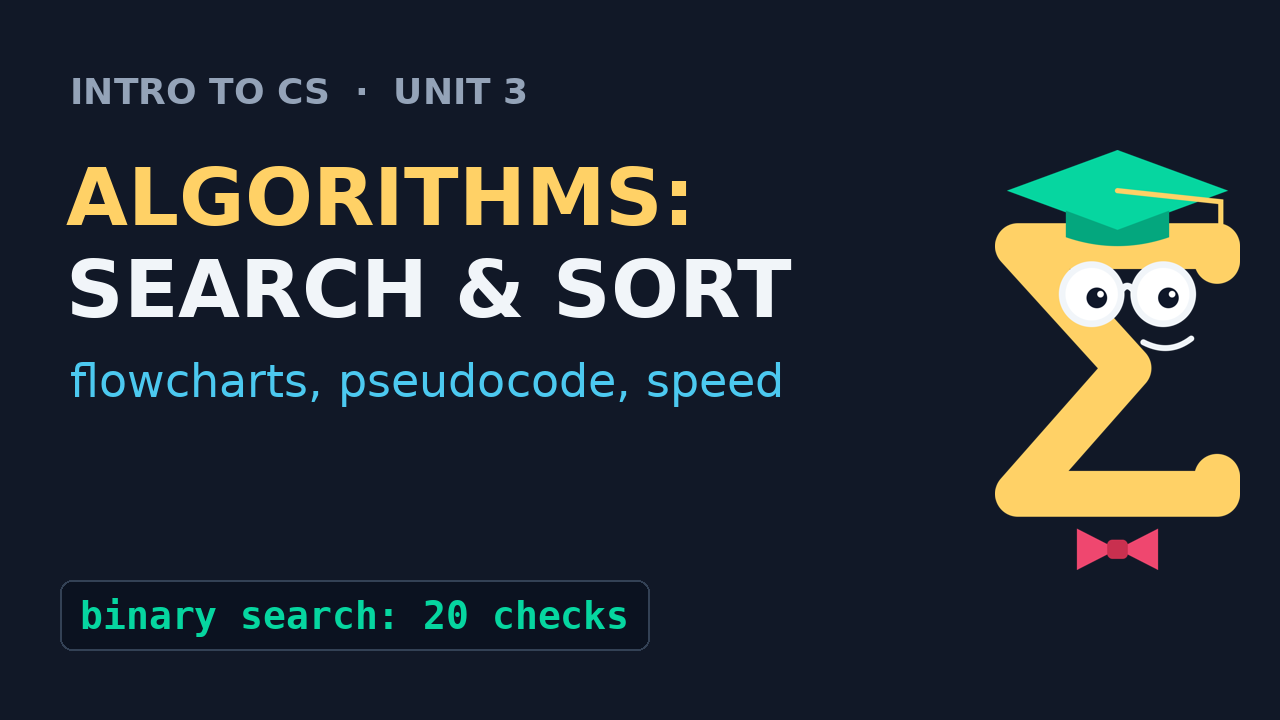 INTRO TO CS · UNIT 3
ALGORITHMS:
SEARCH & SORT
flowcharts, pseudocode, speed
binary search: 20 checks